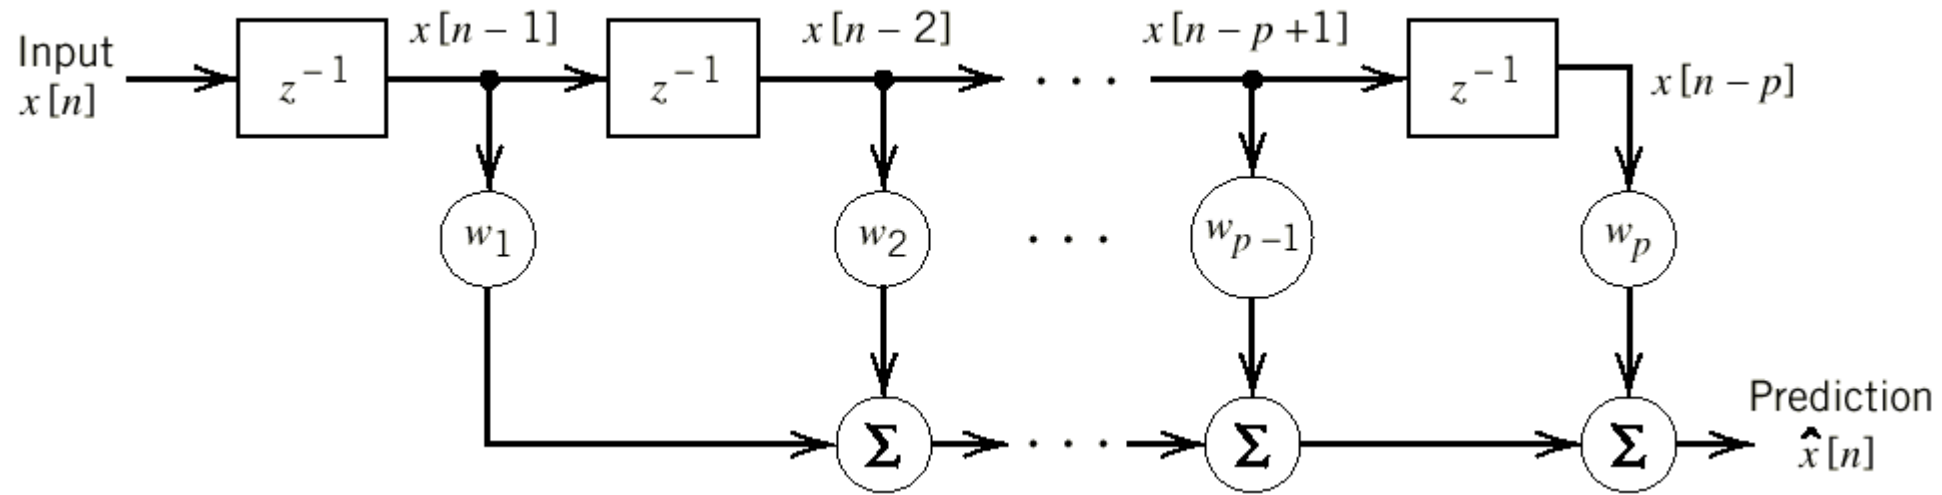 Input
x[n]
z⁻¹
x[n − 1]
z⁻¹
x[n − 2]
· · ·
x[n − p +1]
z⁻¹
x[n − p]
w₁
w₂
· · ·
wₚ₋₁
wₚ
Σ
· · ·
Σ
Σ
Prediction
x̂[n]